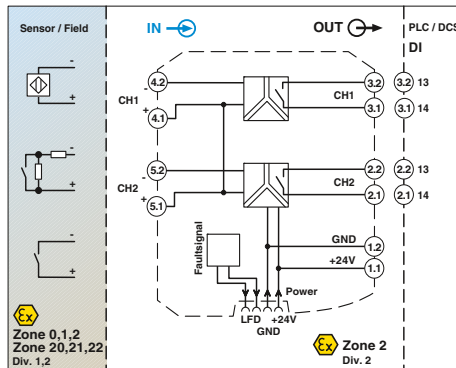 Sensor / Field
IN
OUT
PLC / DCS
DI
-
+
-
+
-
+
4.2
-
CH1
+
4.1
3.2
CH1
3.1
3.2 13
3.1 14
5.2
-
CH2
+
5.1
2.2
CH2
2.1
2.2 13
2.1 14
Faultsignal
GND
1.2
+24V
1.1
Power
LFD
+24V
GND
Ex
Zone 0,1,2
Zone 20,21,22
Div. 1,2
Ex
Zone 2
Div. 2